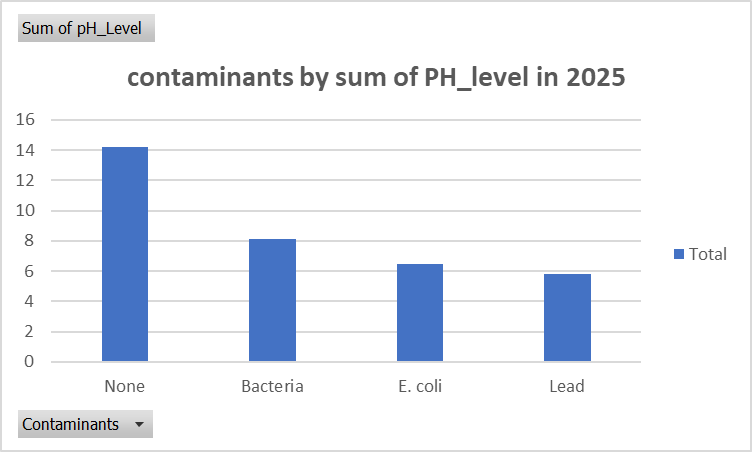 Sum of pH_Level
contaminants by sum of PH_level in 2025
16
14
12
10
8
6
4
2
0
None Bacteria E. coli Lead
Total
Contaminants